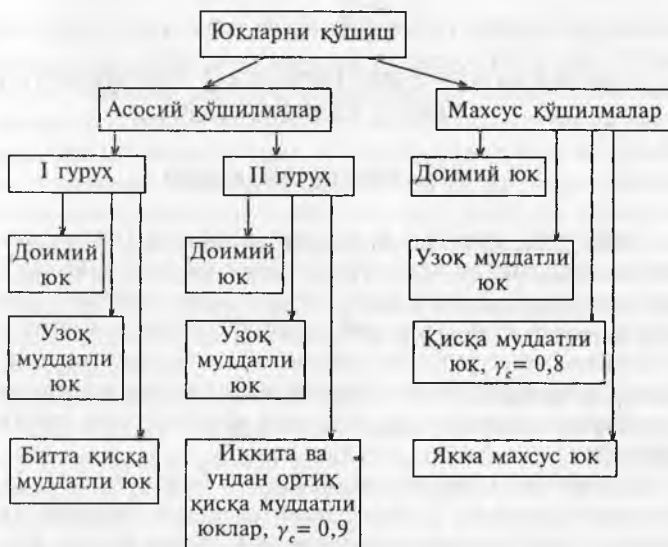 Юкларни қўшиш
Асосий қўшилмалар
Махсус қўшилмалар
I гуруҳ
II гуруҳ
Доимий юк
Доимий
юк
Доимий
юк
Узоқ муддатли
юк
Узоқ
муддатли
юк
Узоқ
муддатли
юк
Қисқа муддатли
юк, γc= 0,8
Битта қисқа
муддатли юк
Иккита ва
ундан ортиқ
қисқа муддатли
юклар, γc= 0,9
Якка махсус юк